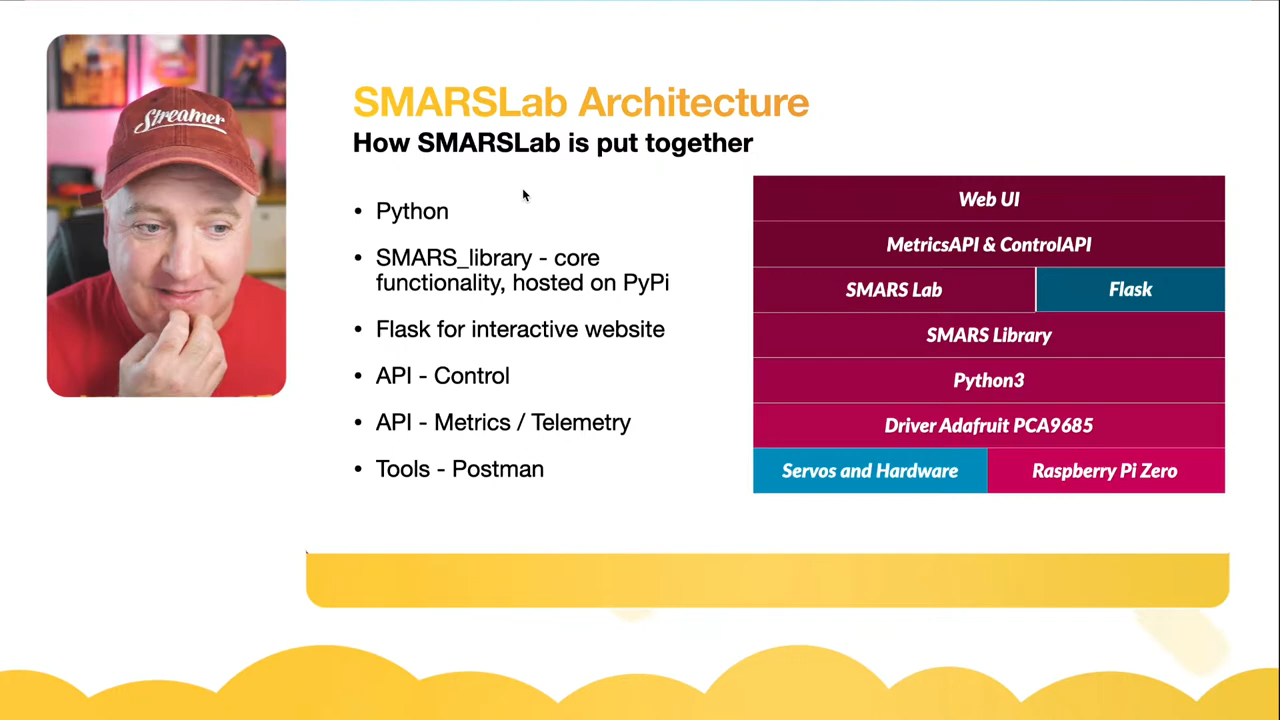 Streamer
SMARSLab Architecture
How SMARSLab is put together
• Python
• SMARS_library - core
functionality, hosted on PyPi
• Flask for interactive website
• API - Control
• API - Metrics / Telemetry
• Tools - Postman
Web UI
MetricsAPI & ControlAPI
SMARS Lab
Flask
SMARS Library
Python3
Driver Adafruit PCA9685
Servos and Hardware
Raspberry Pi Zero